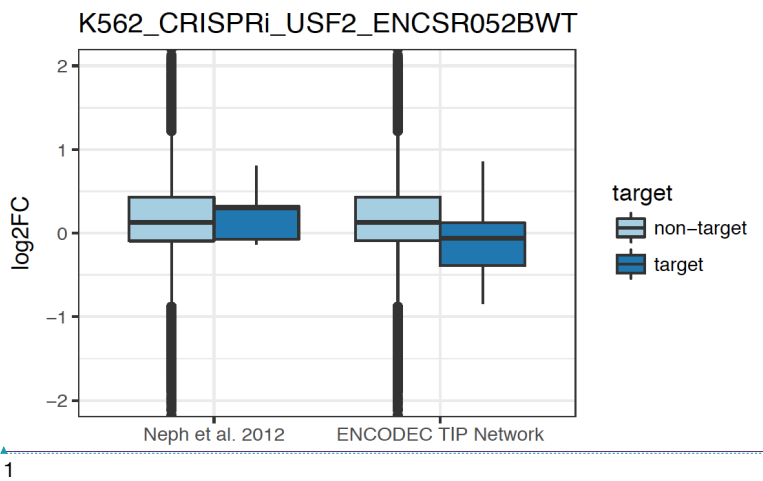 K562_CRISPRi_USF2_ENCSR052BWT
2
1
0
−1
−2
log2FC
Neph et al. 2012
ENCODEC TIP Network
target
non−target
target
1